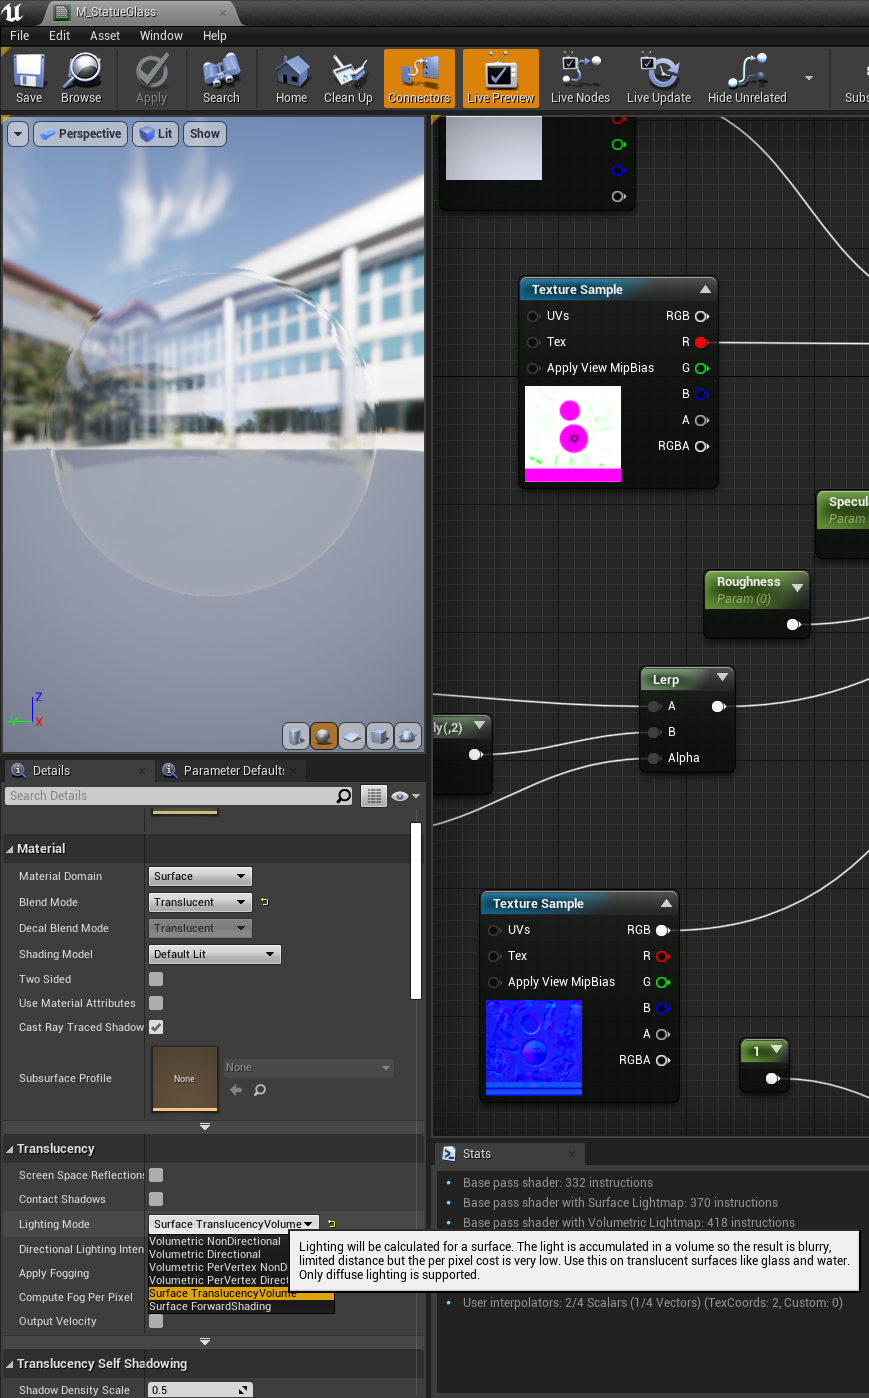 M_StatueGlass
File Edit Asset Window Help
Save Browse Apply Search Home Clean Up Connectors Live Preview Live Nodes Live Update Hide Unrelated Subs
Perspective Lit Show
Texture Sample
UVs RGB
Tex R
Apply View MipBias G
B
A
RGBA
Specul
Param
Roughness
Param (0)
Lerp
A
ly(,2) B
Alpha
Z
Y X
Details Parameter Defaults
Search Details
Material
Material Domain Surface
Blend Mode Translucent
Decal Blend Mode Translucent
Shading Model Default Lit
Two Sided
Use Material Attributes
Cast Ray Traced Shadow
Subsurface Profile None None
Texture Sample
UVs RGB
Tex R
Apply View MipBias G
B
A
RGBA
1
Translucency
Screen Space Reflections
Contact Shadows
Lighting Mode Surface TranslucencyVolume
Volumetric NonDirectional
Directional Lighting Inten Volumetric Directional
Apply Fogging Volumetric PerVertex NonD
Volumetric PerVertex Direct
Compute Fog Per Pixel Surface TranslucencyVolume
Surface ForwardShading
Output Velocity
Translucency Self Shadowing
Shadow Density Scale 0.5
Stats
Base pass shader: 332 instructions
Base pass shader with Surface Lightmap: 370 instructions
Base pass shader with Volumetric Lightmap: 418 instructions
Lighting will be calculated for a surface. The light is accumulated in a volume so the result is blurry,
limited distance but the per pixel cost is very low. Use this on translucent surfaces like glass and water.
Only diffuse lighting is supported.
User interpolators: 2/4 Scalars (1/4 Vectors) (TexCoords: 2, Custom: 0)